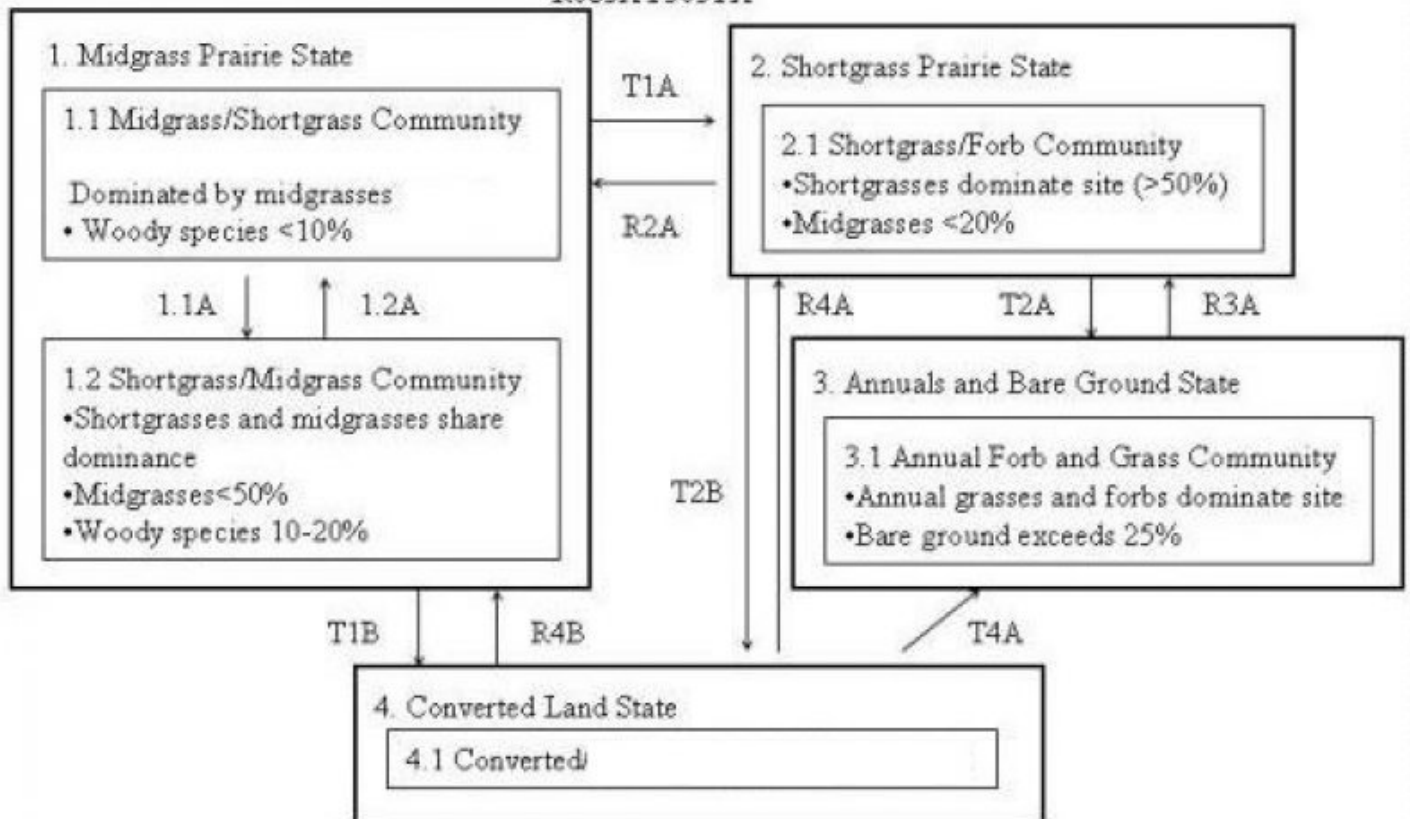 1. Midgrass Prairie State
1.1 Midgrass/Shortgrass Community
Dominated by midgrasses
• Woody species <10%
1.1A
1.2A
1.2 Shortgrass/Midgrass Community
•Shortgrasses and midgrasses share
dominance
•Midgrasses<50%
•Woody species 10-20%
T1A
R2A
2. Shortgrass Prairie State
2.1 Shortgrass/Forb Community
•Shortgrasses dominate site (>50%)
•Midgrasses <20%
R4A
T2A
R3A
3. Annuals and Bare Ground State
3.1 Annual Forb and Grass Community
•Annual grasses and forbs dominate site
•Bare ground exceeds 25%
T2B
T1B
R4B
T4A
4. Converted Land State
4.1 Converted/